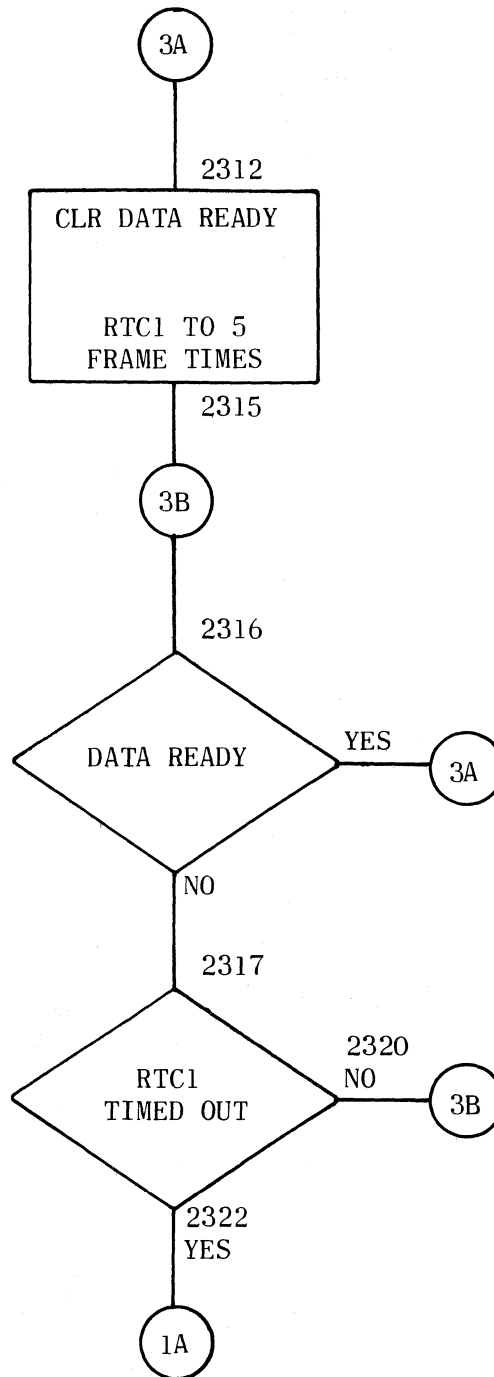 3A
2312
CLR DATA READY
RTC1 TO 5
FRAME TIMES
2315
3B
2316
DATA READY
YES
3A
NO
2317
RTC1
TIMED OUT
2320
NO
3B
2322
YES
1A